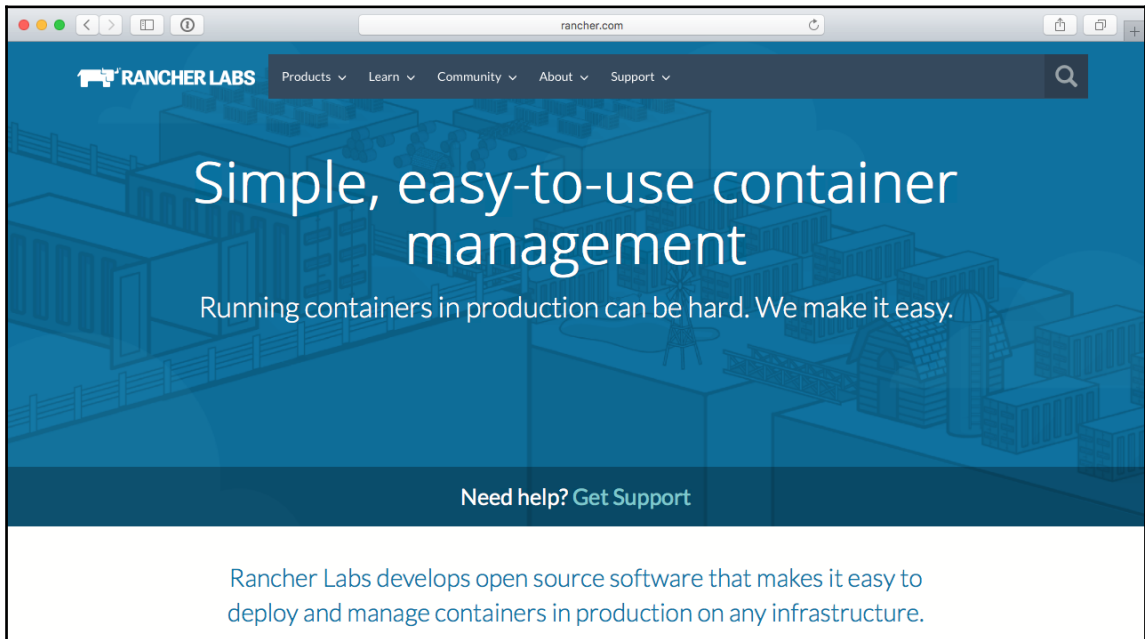 rancher.com
RANCHER LABS Products Learn Community About Support
Simple, easy-to-use container
management
Running containers in production can be hard. We make it easy.
Need help? Get Support
Rancher Labs develops open source software that makes it easy to
deploy and manage containers in production on any infrastructure.